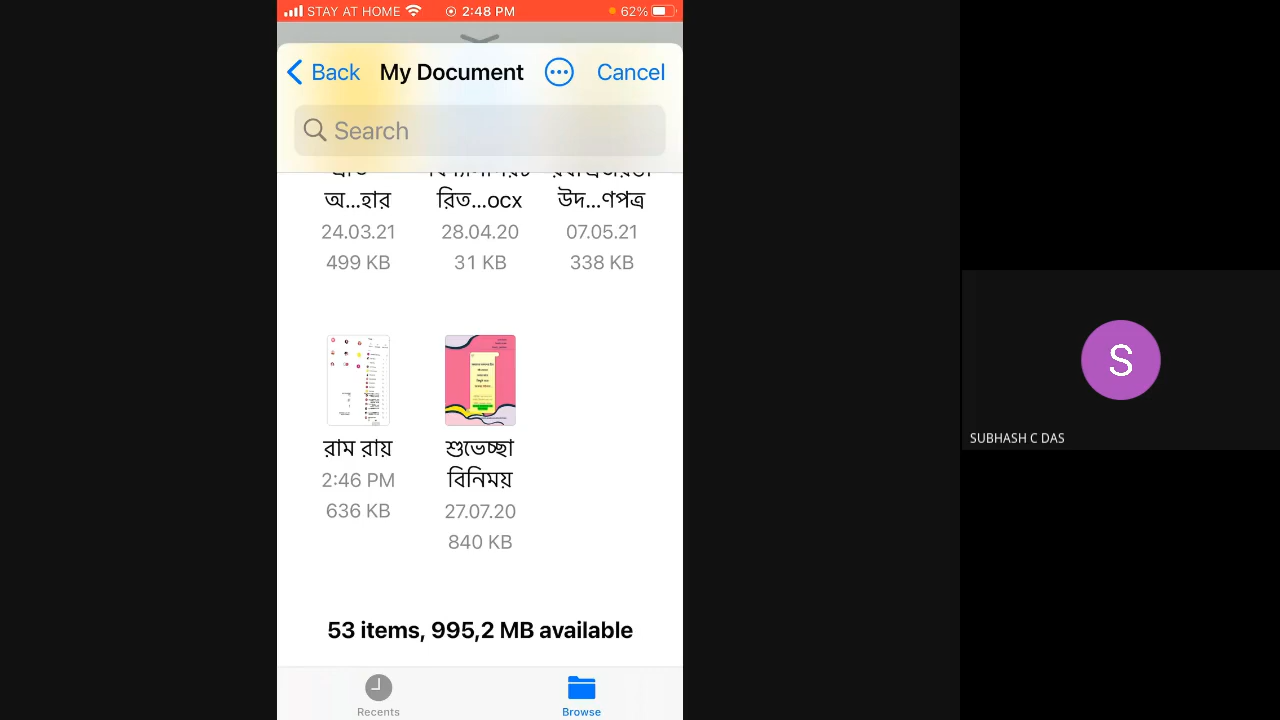 STAY AT HOME 2:48 PM 62%
Back My Document Cancel
Search
অ...হার রিত...ocx উদ...ণপত্র
24.03.21 28.04.20 07.05.21
499 KB 31 KB 338 KB
রাম রায় শুভেচ্ছা
বিনিময়
2:46 PM 27.07.20
636 KB 840 KB
53 items, 995,2 MB available
Recents Browse
S
SUBHASH C DAS